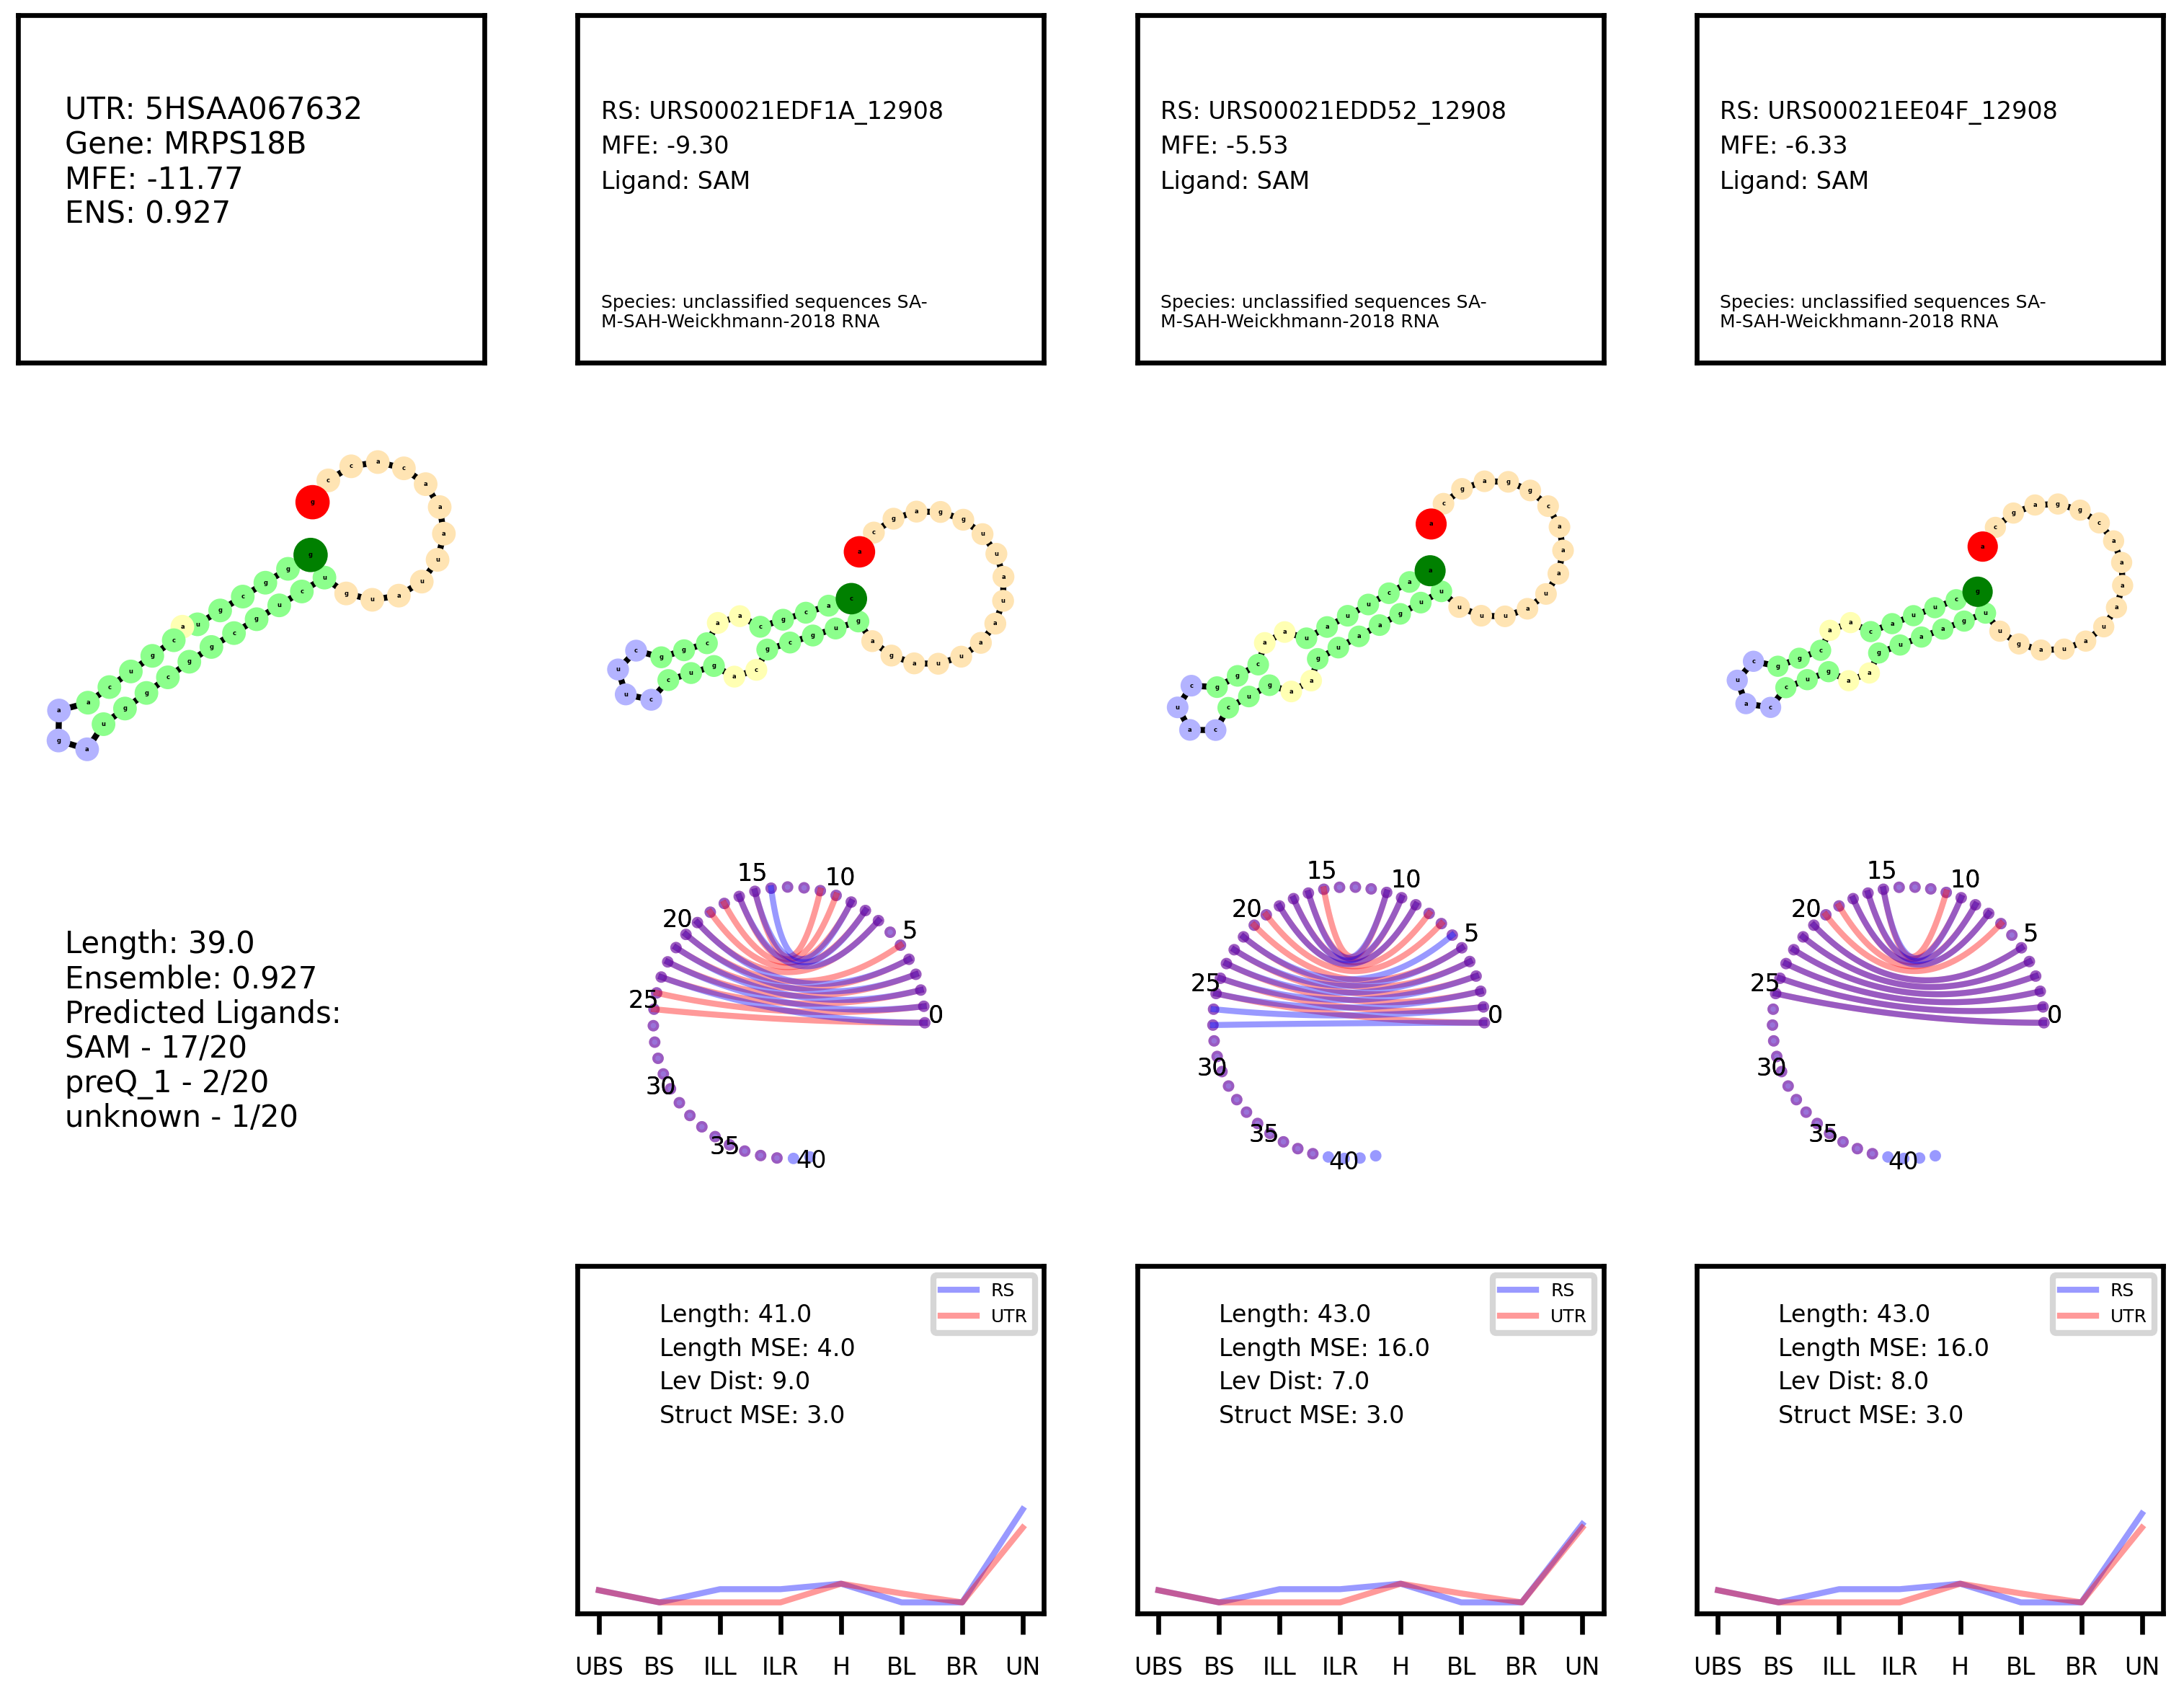 UTR: 5HSAA067632
Gene: MRPS18B
MFE: -11.77
ENS: 0.927
RS: URS00021EDF1A_12908
MFE: -9.30
Ligand: SAM
Species: unclassified sequences SA-
M-SAH-Weickhmann-2018 RNA
RS: URS00021EDD52_12908
MFE: -5.53
Ligand: SAM
Species: unclassified sequences SA-
M-SAH-Weickhmann-2018 RNA
RS: URS00021EE04F_12908
MFE: -6.33
Ligand: SAM
Species: unclassified sequences SA-
M-SAH-Weickhmann-2018 RNA
Length: 39.0
Ensemble: 0.927
Predicted Ligands:
SAM - 17/20
preQ_1 - 2/20
unknown - 1/20
0
5
10
15
20
25
30
35
40
0
5
10
15
20
25
30
35
40
0
5
10
15
20
25
30
35
40
RS
UTR
Length: 41.0
Length MSE: 4.0
Lev Dist: 9.0
Struct MSE: 3.0
UBS BS ILL ILR H BL BR UN
RS
UTR
Length: 43.0
Length MSE: 16.0
Lev Dist: 7.0
Struct MSE: 3.0
UBS BS ILL ILR H BL BR UN
RS
UTR
Length: 43.0
Length MSE: 16.0
Lev Dist: 8.0
Struct MSE: 3.0
UBS BS ILL ILR H BL BR UN